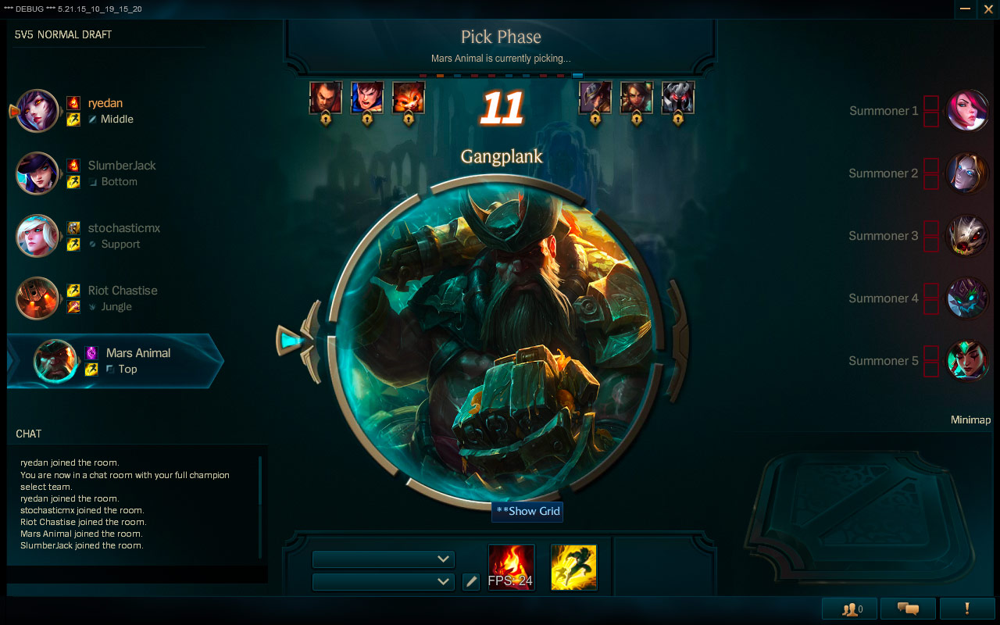 *** DEBUG *** 5.21.15_10_19_15_20
5V5 NORMAL DRAFT
Pick Phase
Mars Animal is currently picking...
11
Gangplank
ryedan
Middle
SlumberJack
Bottom
stochasticmx
Support
Riot Chastise
Jungle
Mars Animal
Top
Summoner 1
Summoner 2
Summoner 3
Summoner 4
Summoner 5
CHAT
ryedan joined the room.
You are now in a chat room with your full champion
select team.
ryedan joined the room.
stochasticmx joined the room.
Riot Chastise joined the room.
Mars Animal joined the room.
SlumberJack joined the room.
**Show Grid
FPS: 24
Minimap
0